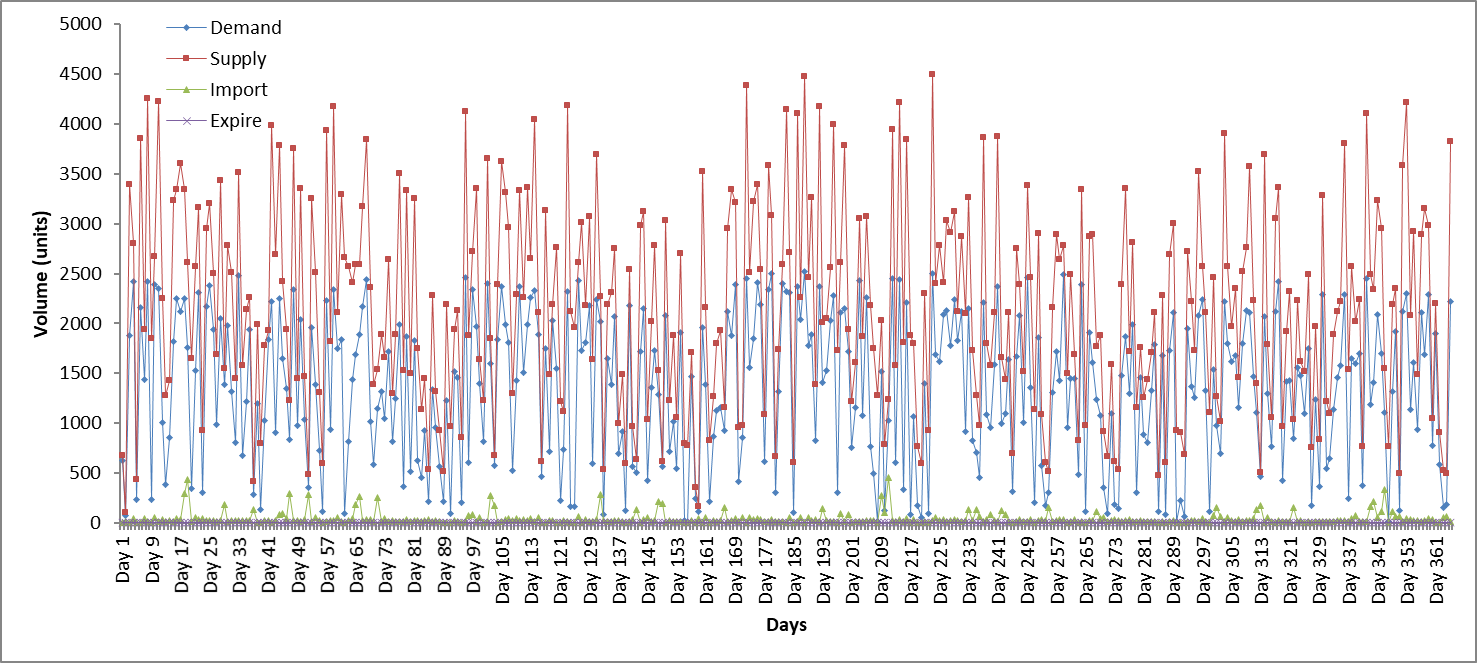 5000
4500
4000
3500
3000
2500
2000
1500
1000
500
0
Volume (units)
Demand
Supply
Import
Expire
Day 1
Day 9
Day 17
Day 25
Day 33
Day 41
Day 49
Day 57
Day 65
Day 73
Day 81
Day 89
Day 97
Day 105
Day 113
Day 121
Day 129
Day 137
Day 145
Day 153
Day 161
Day 169
Day 177
Day 185
Day 193
Day 201
Day 209
Day 217
Day 225
Day 233
Day 241
Day 249
Day 257
Day 265
Day 273
Day 281
Day 289
Day 297
Day 305
Day 313
Day 321
Day 329
Day 337
Day 345
Day 353
Day 361
Days